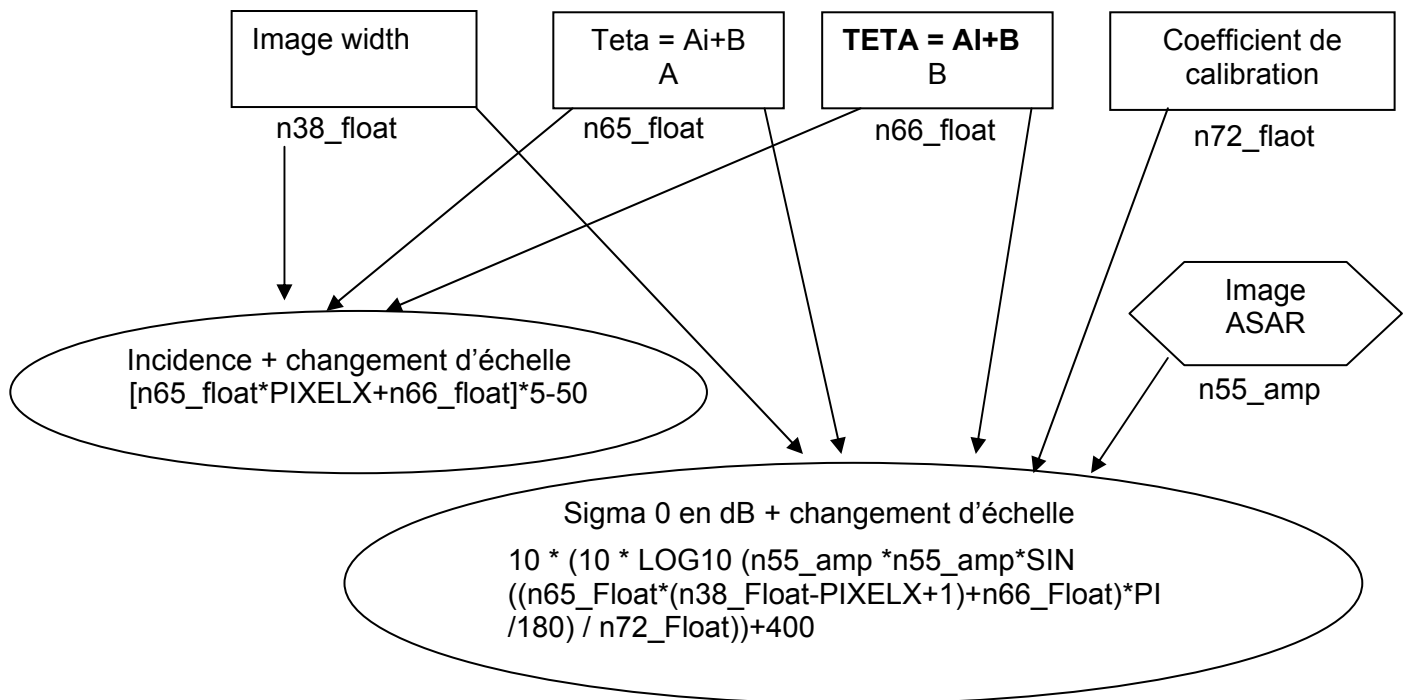 Image width
Teta = Ai+B
A
TETA = AI+B
B
Coefficient de
calibration
n38_float
n65_float
n66_float
n72_flaot
Image
ASAR
n55_amp
Incidence + changement d’échelle
[n65_float*PIXELX+n66_float]*5-50
Sigma 0 en dB + changement d’échelle
10 * (10 * LOG10 (n55_amp *n55_amp*SIN
((n65_Float*(n38_Float-PIXELX+1)+n66_Float)*PI
/180) / n72_Float))+400